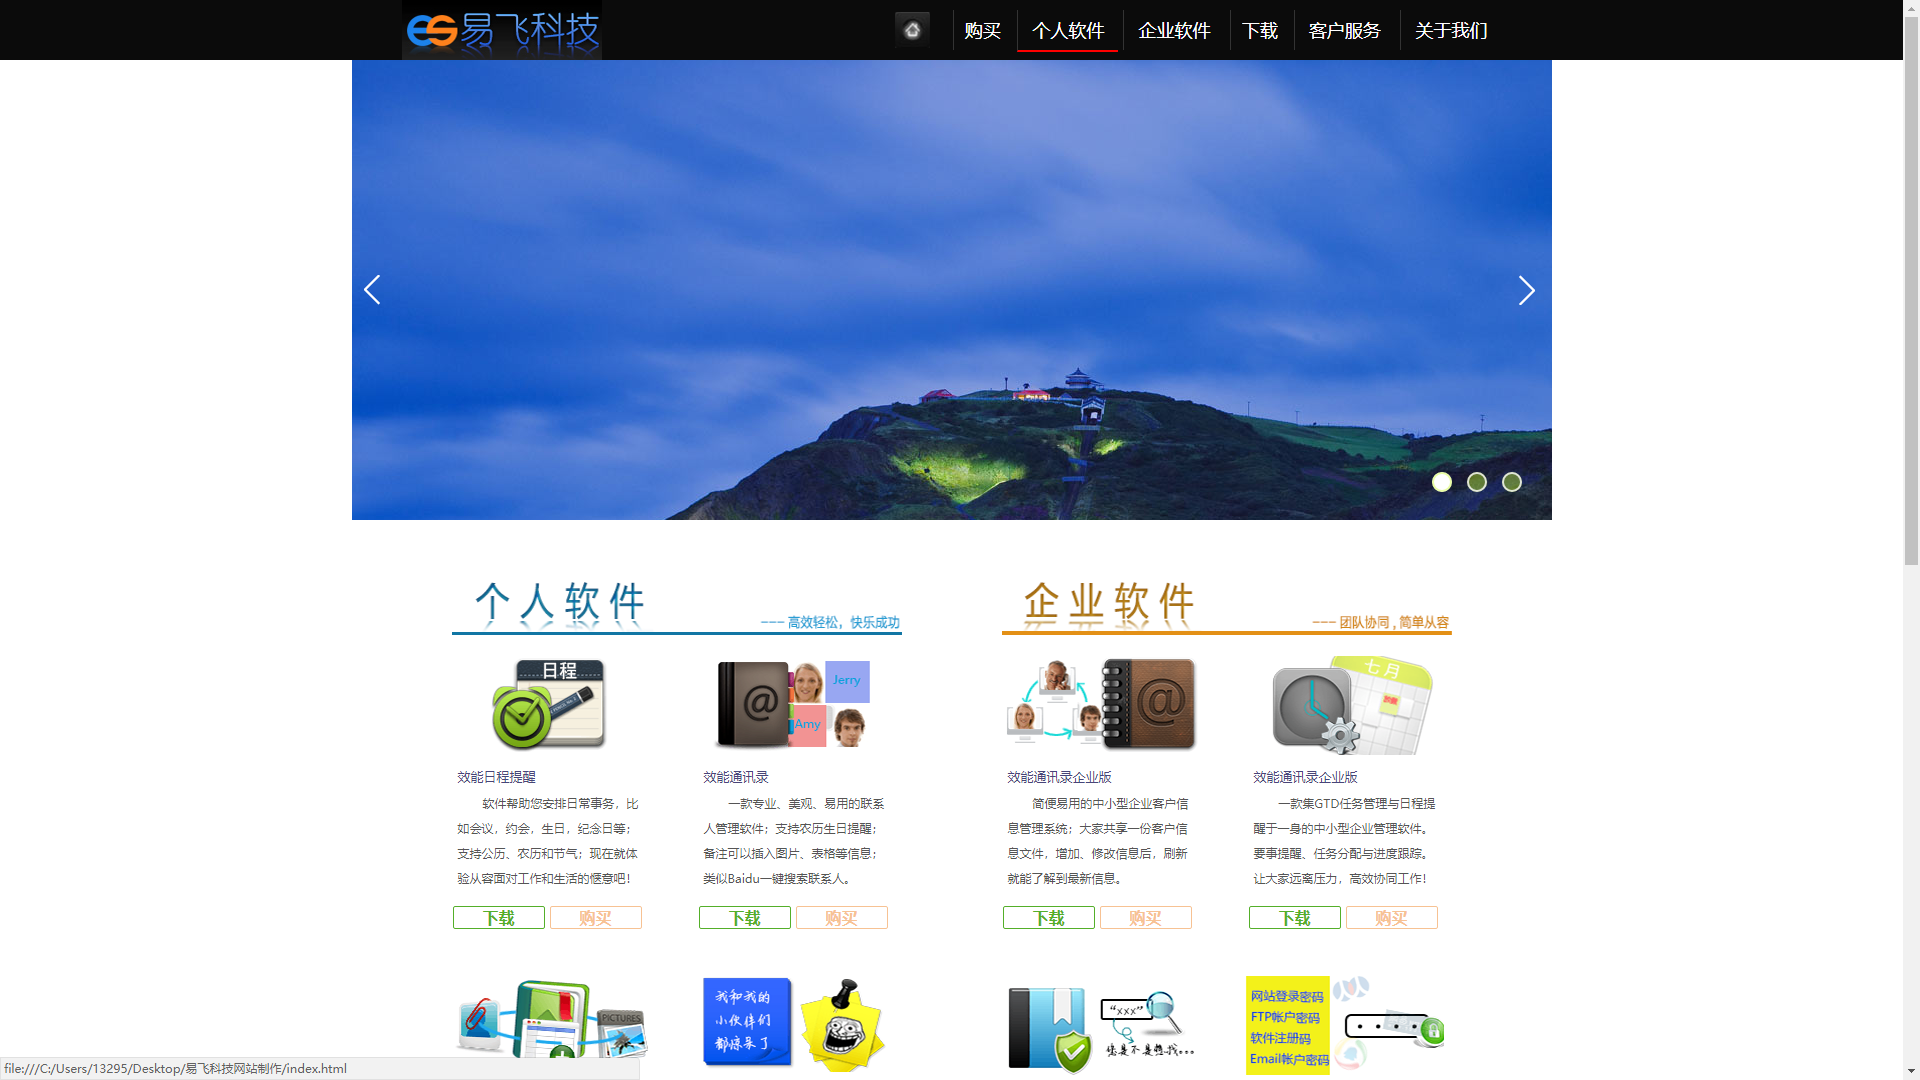 易飞科技
购买 个人软件 企业软件 下载 客户服务 关于我们
个人软件
--- 高效轻松，快乐成功
企业软件
--- 团队协同 , 简单从容
日程
Jerry
Amy
@
@
七月
效能日程提醒
软件帮助您安排日常事务，比
如会议，约会，生日，纪念日等；
支持公历、农历和节气；现在就体
验从容面对工作和生活的惬意吧！
下载 购买
效能通讯录
一款专业、美观、易用的联系
人管理软件；支持农历生日提醒；
备注可以插入图片、表格等信息；
类似Baidu一键搜索联系人。
下载 购买
效能通讯录企业版
简便易用的中小型企业客户信
息管理系统；大家共享一份客户信
息文件，增加、修改信息后，刷新
就能了解到最新信息。
下载 购买
效能通讯录企业版
一款集GTD任务管理与日程提
醒于一身的中小型企业管理软件。
要事提醒、任务分配与进度跟踪。
让大家远离压力，高效协同工作！
下载 购买
PICTURES
我和我的
小伙伴们
都惊呆了
“xxx”
您是不是想找...
网站登录密码
FTP帐户密码
软件注册码
Email帐户密码
file:///C:/Users/13295/Desktop/易飞科技网站制作/index.html